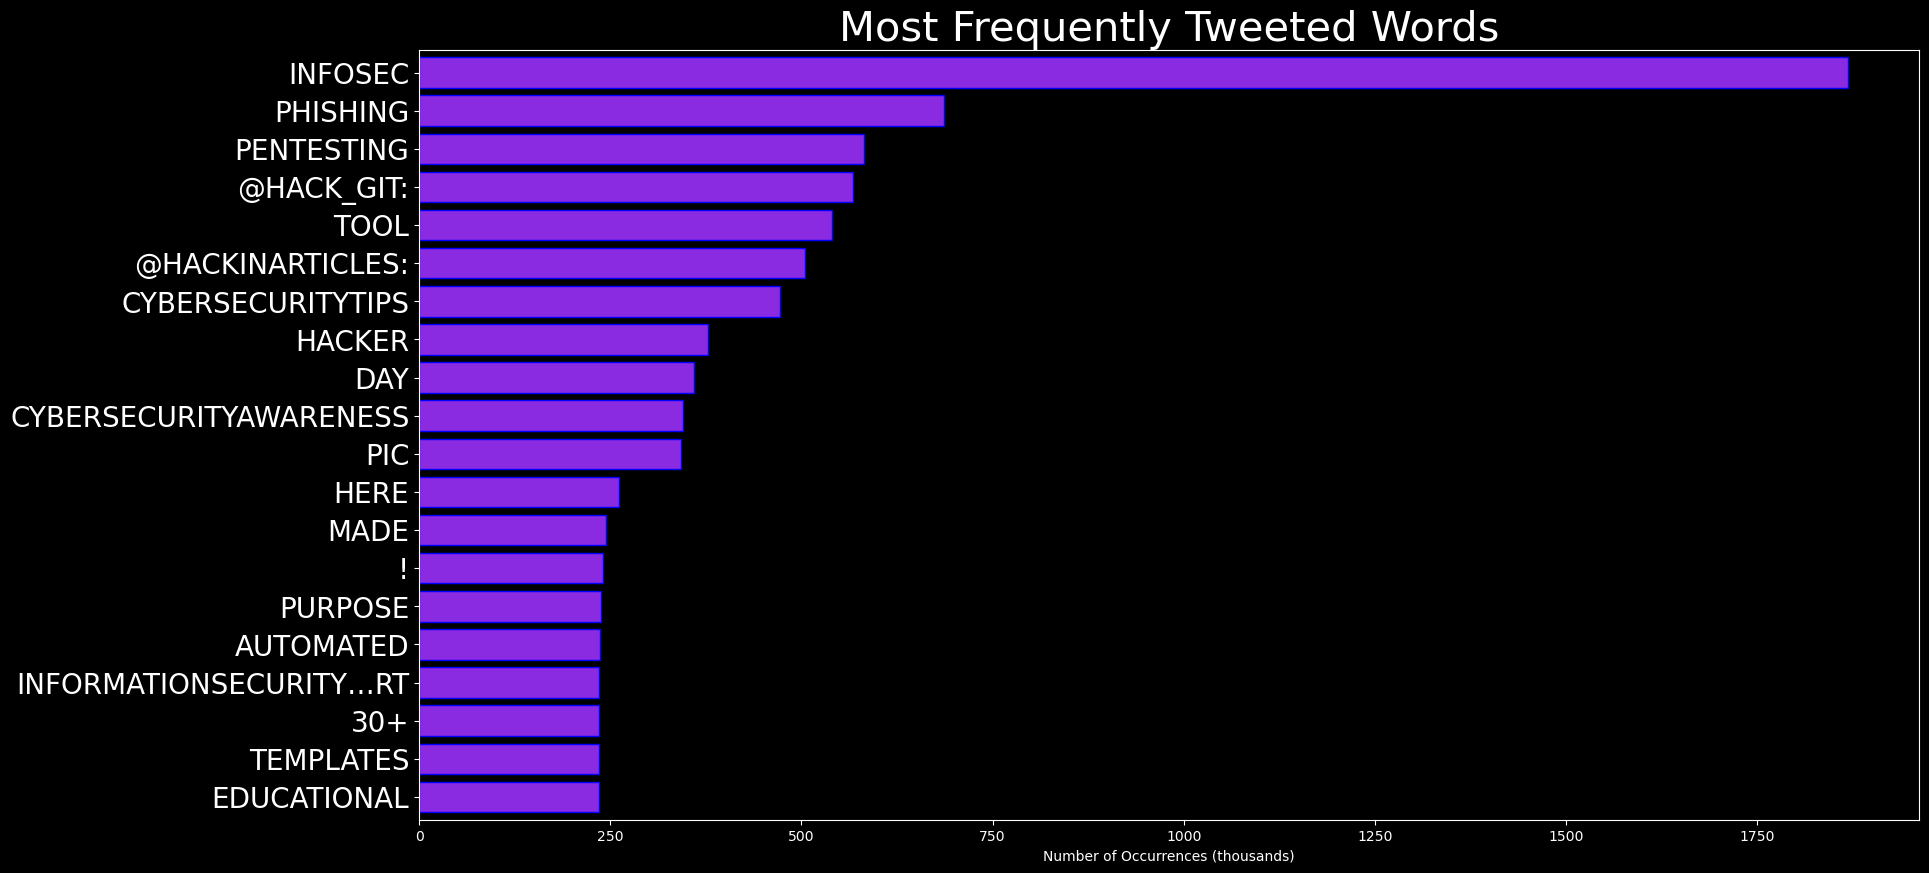 Most Frequently Tweeted Words
INFOSEC
PHISHING
PENTESTING
@HACK_GIT:
TOOL
@HACKINARTICLES:
CYBERSECURITYTIPS
HACKER
DAY
CYBERSECURITYAWARENESS
PIC
HERE
MADE
!
PURPOSE
AUTOMATED
INFORMATIONSECURITY…RT
30+
TEMPLATES
EDUCATIONAL
0 250 500 750 1000 1250 1500 1750
Number of Occurrences (thousands)